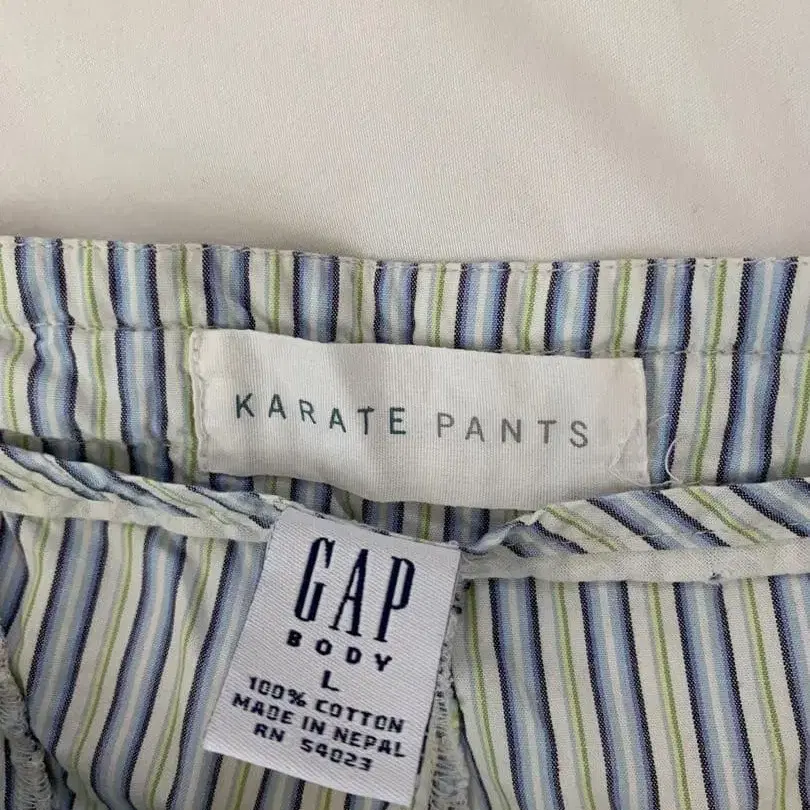 KARATE PANTS
GAP
BODY
L
100% COTTON
MADE IN NEPAL
RN 54023